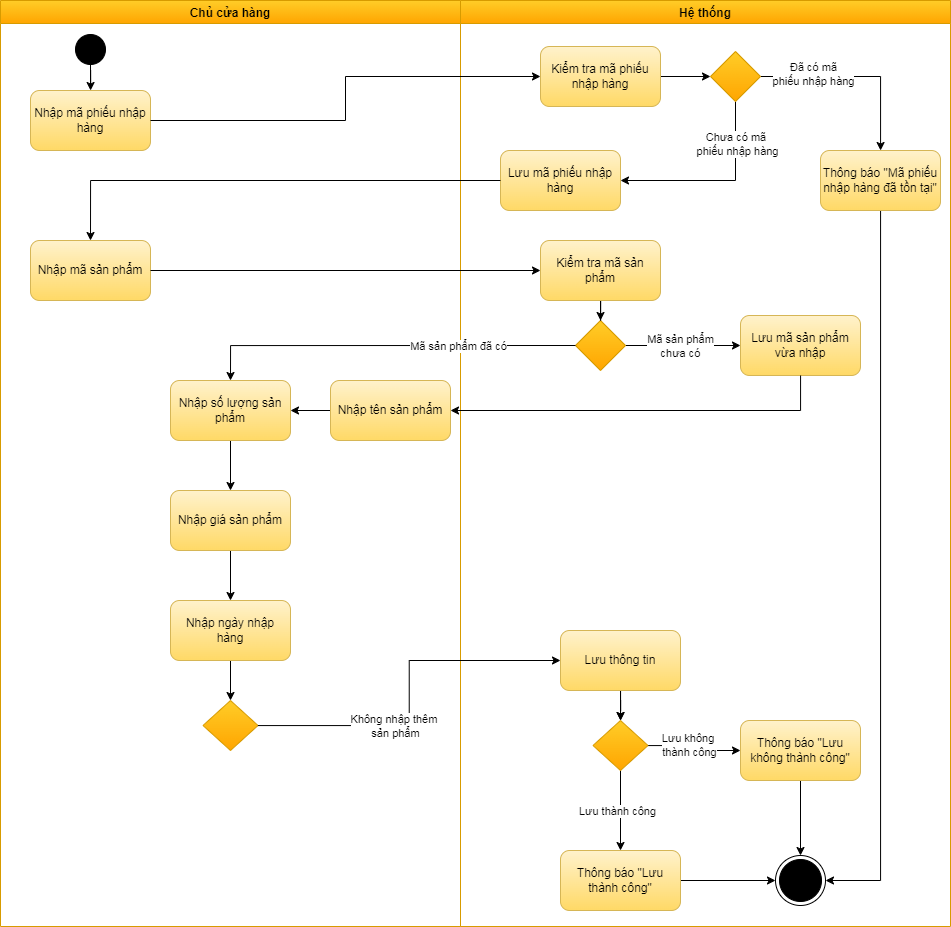 Chủ cửa hàng
Hệ thống
Nhập mã phiếu nhập
hàng
Kiểm tra mã phiếu
nhập hàng
Đã có mã
phiếu nhập hàng
Chưa có mã
phiếu nhập hàng
Lưu mã phiếu nhập
hàng
Thông báo "Mã phiếu
nhập hàng đã tồn tại"
Nhập mã sản phẩm
Kiểm tra mã sản
phẩm
Mã sản phẩm đã có
Mã sản phẩm
chưa có
Lưu mã sản phẩm
vừa nhập
Nhập số lượng sản
phẩm
Nhập tên sản phẩm
Nhập giá sản phẩm
Nhập ngày nhập
hàng
Không nhập thêm
sản phẩm
Lưu thông tin
Lưu không
thành công
Thông báo "Lưu
không thành công"
Lưu thành công
Thông báo "Lưu
thành công"